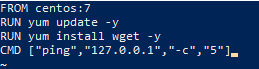 FROM centos:7
RUN yum update -y
RUN yum install wget -y
CMD ["ping","127.0.0.1","-c","5"]
~